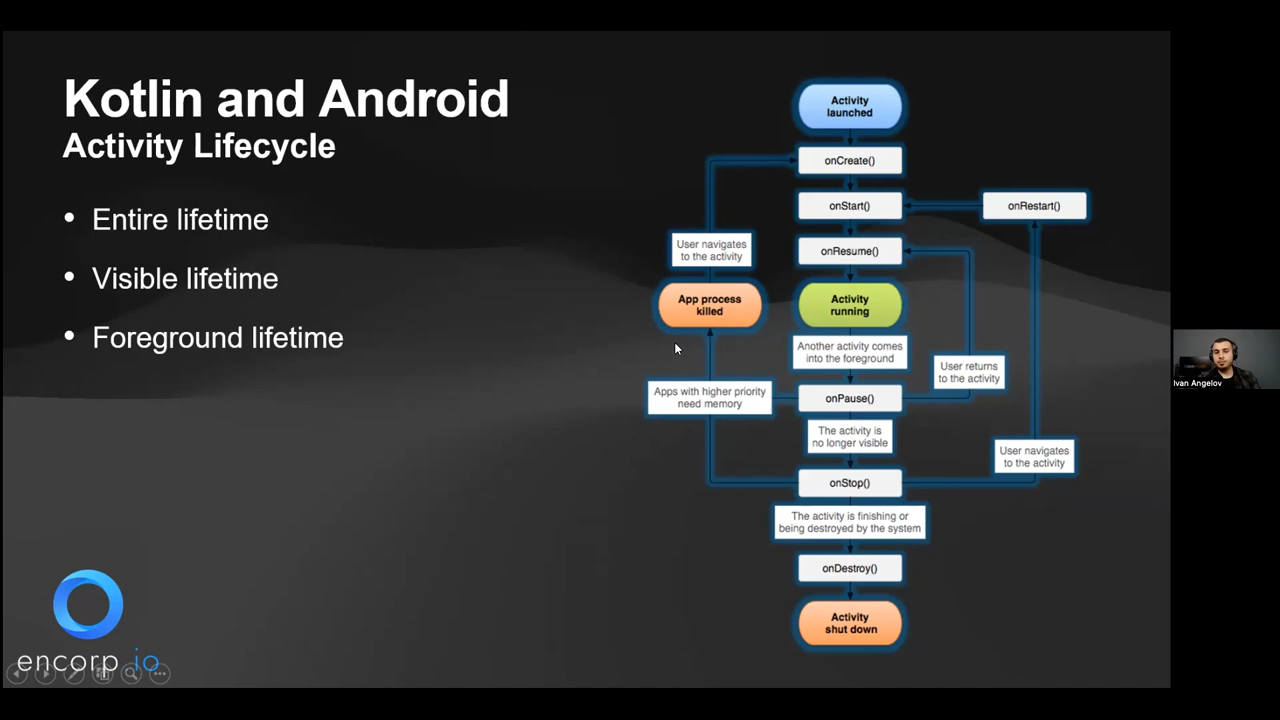 Kotlin and Android
Activity Lifecycle
• Entire lifetime
• Visible lifetime
• Foreground lifetime
Activity
launched
onCreate()
onStart()
onRestart()
onResume()
User navigates
to the activity
App process
killed
Activity
running
Another activity comes
into the foreground
User returns
to the activity
Apps with higher priority
need memory
onPause()
The activity is
no longer visible
User navigates
to the activity
onStop()
The activity is finishing or
being destroyed by the system
onDestroy()
Activity
shut down
encorp.io
Ivan Angelov